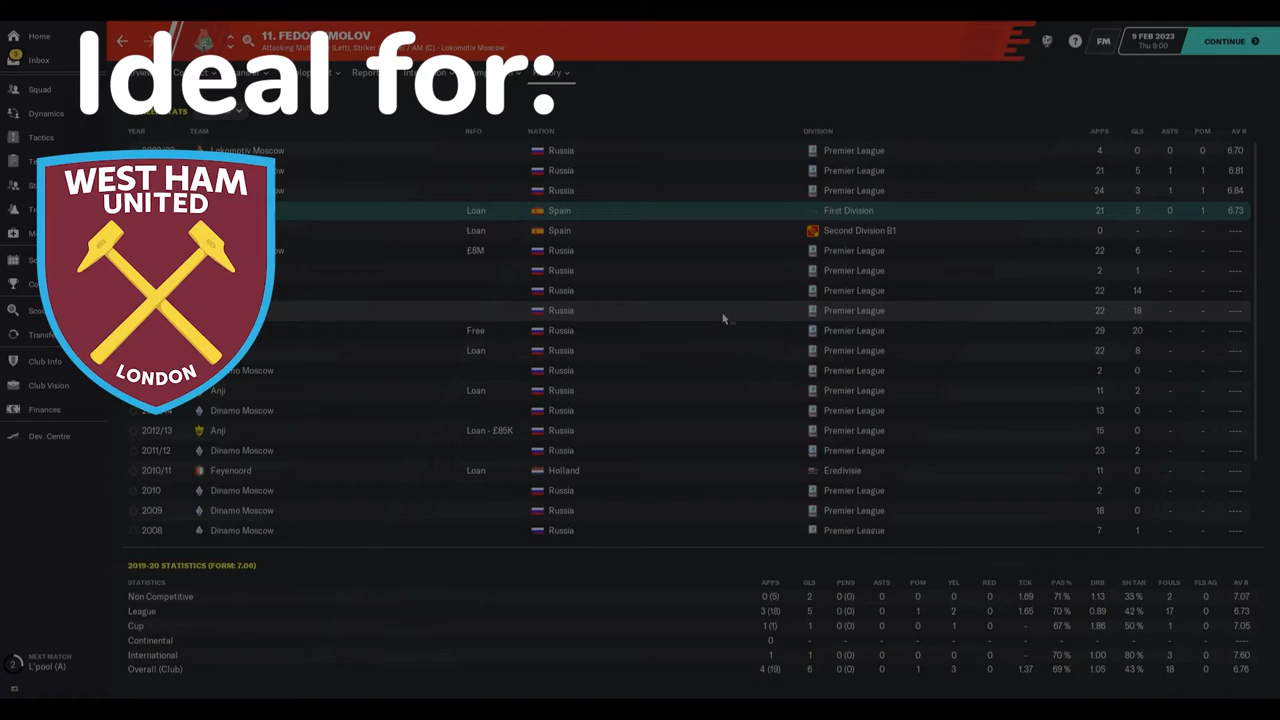 Home
11. FEDO MOLOV
9 FEB 2023
Thu 9:00
FM
CONTINUE
3
Inbox
Ideal for:
WEST HAM
UNITED
LONDON
Squad
Dynamics
Tactics
Club Info
Club Vision
Finances
Dev. Centre
YEAR TEAM INFO NATION DIVISION APPS GLS ASTS POM AV R
Lokomotiv Moscow Russia Premier League 4 0 0 0 6.70
Russia Premier League 21 5 1 1 6.81
Russia Premier League 24 3 1 1 6.84
Loan Spain First Division 21 5 0 1 6.73
Loan Spain Second Division B1 0 - - - ----
£8M Russia Premier League 22 6 - - ----
Russia Premier League 2 1 - - ----
Russia Premier League 22 14 - - ----
Russia Premier League 22 18 - - ----
Free Russia Premier League 29 20 - - ----
Loan Russia Premier League 22 8 - - ----
Moscow Russia Premier League 2 0 - - ----
Anji Loan Russia Premier League 11 2 - - ----
Dinamo Moscow Russia Premier League 13 0 - - ----
2012/13 Anji Loan - £85K Russia Premier League 15 0 - - ----
2011/12 Dinamo Moscow Russia Premier League 23 2 - - ----
2010/11 Feyenoord Loan Holland Eredivisie 11 0 - - ----
2010 Dinamo Moscow Russia Premier League 2 0 - - ----
2009 Dinamo Moscow Russia Premier League 18 0 - - ----
2008 Dinamo Moscow Russia Premier League 7 1 - - ----
2019-20 STATISTICS (FORM: 7.06)
STATISTICS APPS GLS PENS ASTS POM YEL RED TCK PAS % DRB SH TAR FOULS FLS AG AV R
Non Competitive 0 (5) 2 0 (0) 0 0 0 0 1.69 71 % 1.13 33 % 2 0 7.07
League 3 (18) 5 0 (0) 0 1 2 0 1.65 70 % 0.89 42 % 17 0 6.73
Cup 1 (1) 1 0 (0) 0 0 1 0 - 67 % 1.86 50 % 1 0 7.05
Continental 0 - - - - - - - - - - - - ----
International 1 1 0 (0) 0 0 0 0 - 70 % 1.00 80 % 3 0 7.60
Overall (Club) 4 (19) 6 0 (0) 0 1 3 0 1.37 69 % 1.05 43 % 18 0 6.76
2
NEXT MATCH
L'pool (A)